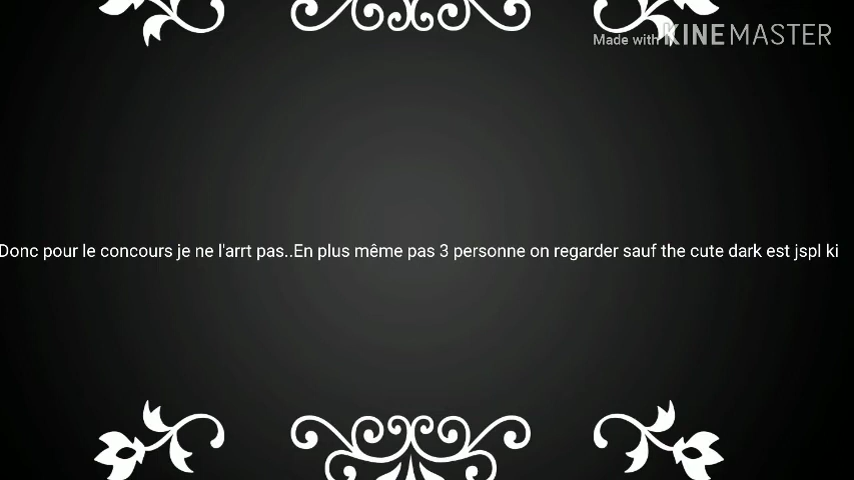 Made with KINEMASTER
Donc pour le concours je ne l'arrt pas..En plus même pas 3 personne on regarder sauf the cute dark est jspl ki